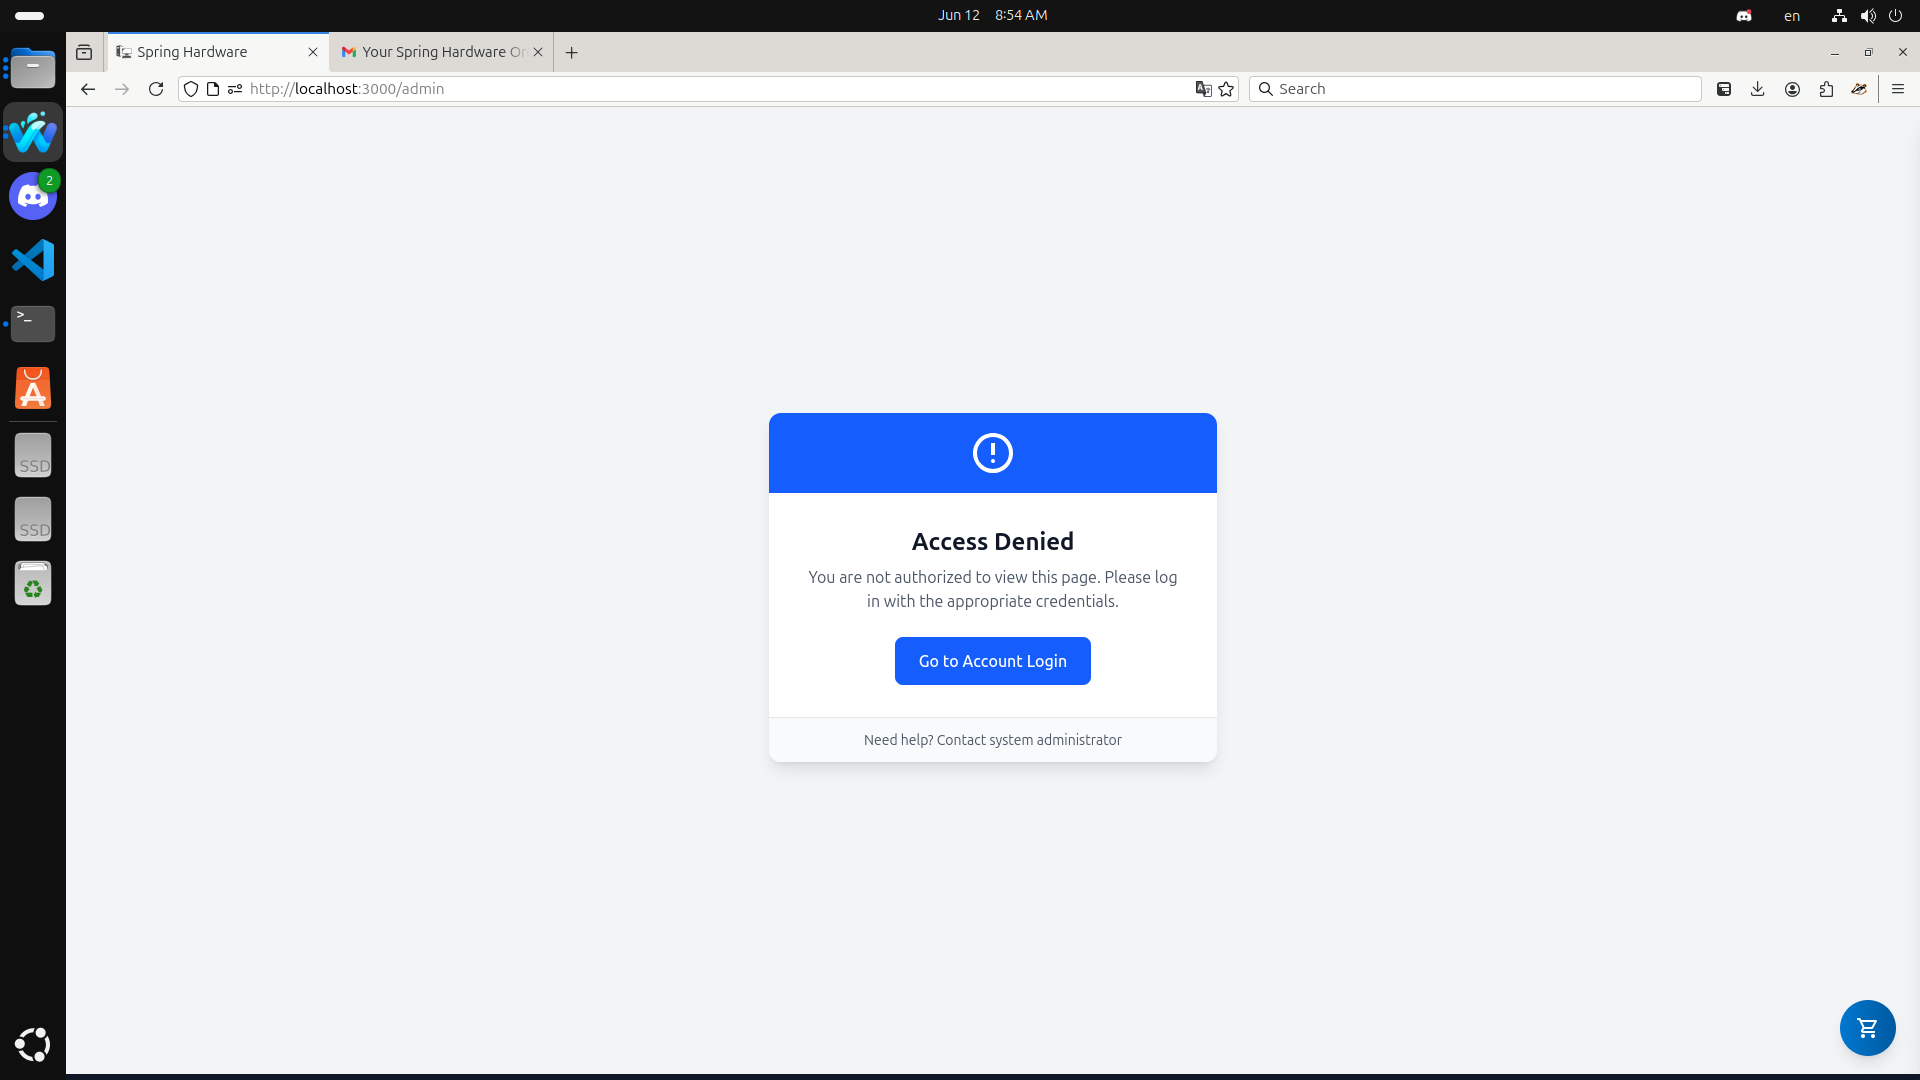 Jun 12 8:54 AM
en
Spring Hardware
Your Spring Hardware Or
http://localhost:3000/admin
Search
2
>_
SSD
SSD
Access Denied
You are not authorized to view this page. Please log
in with the appropriate credentials.
Go to Account Login
Need help? Contact system administrator